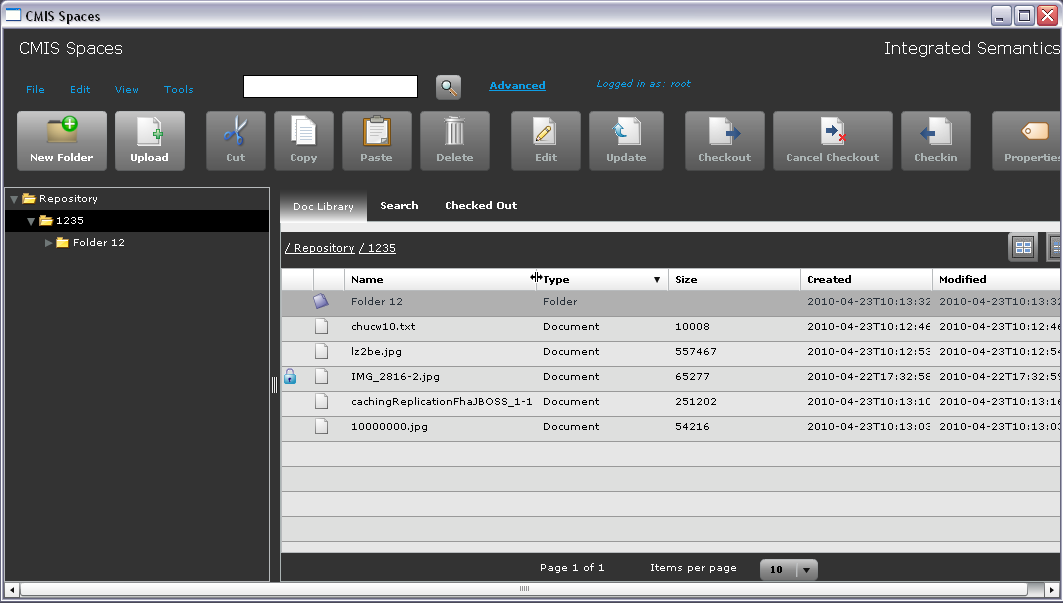 CMIS Spaces
CMIS Spaces Integrated Semantics
File Edit View Tools Advanced Logged in as: root
New Folder Upload Cut Copy Paste Delete Edit Update Checkout Cancel Checkout Checkin Properties
Repository
1235
Folder 12
Doc Library Search Checked Out
/ Repository / 1235
Name Type Size Created Modified
Folder 12 Folder 2010-04-23T10:13:32 2010-04-23T10:13:32
chucw10.txt Document 10008 2010-04-23T10:12:46 2010-04-23T10:12:46
lz2be.jpg Document 557467 2010-04-23T10:12:53 2010-04-23T10:12:54
IMG_2816-2.jpg Document 65277 2010-04-22T17:32:58 2010-04-22T17:32:59
cachingReplicationFhaJBOSS_1-1 Document 251202 2010-04-23T10:13:10 2010-04-23T10:13:16
10000000.jpg Document 54216 2010-04-23T10:13:03 2010-04-23T10:13:03
Page 1 of 1 Items per page 10